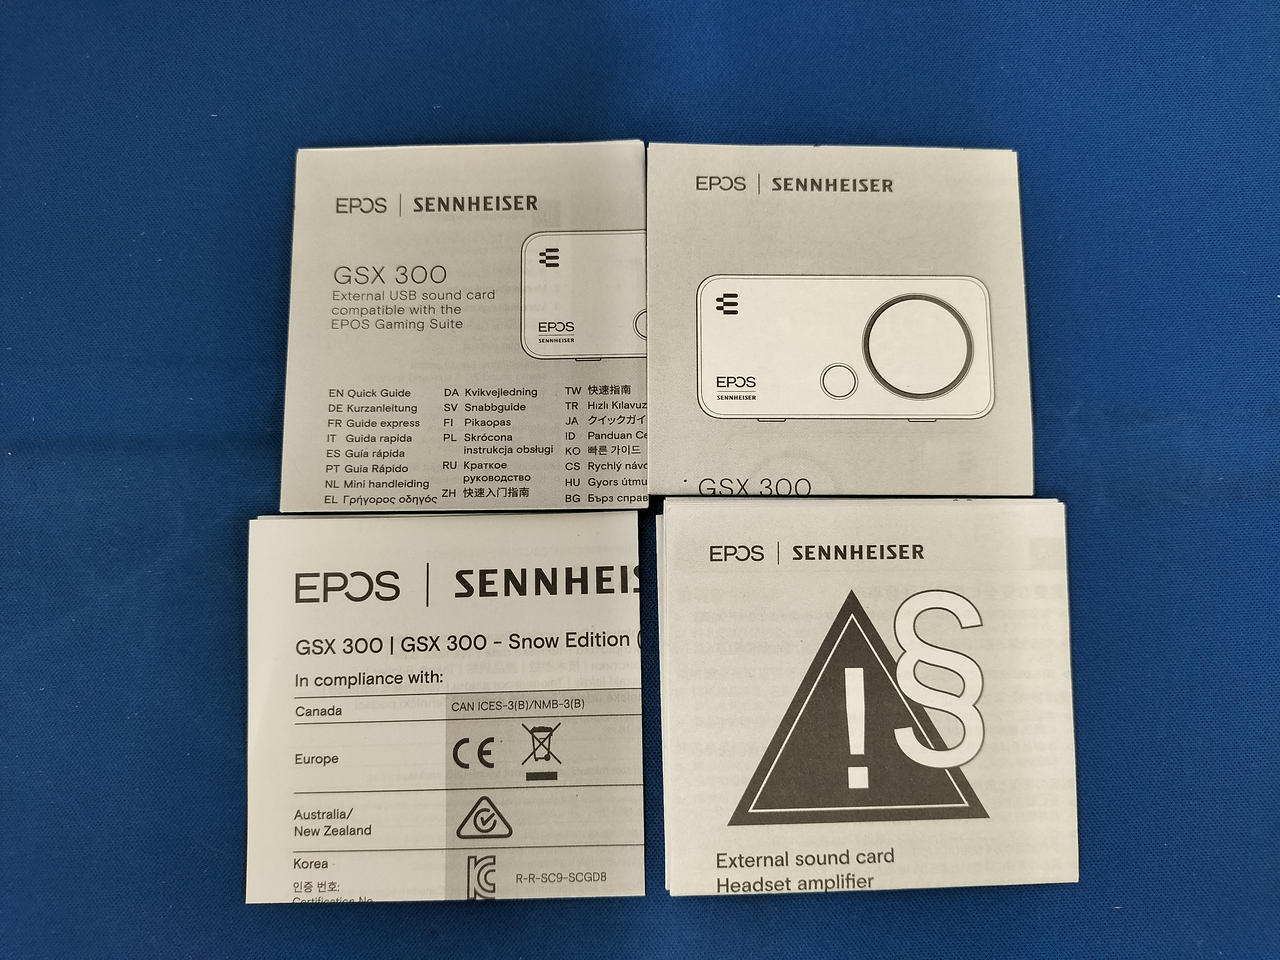 EPOS | SENNHEISER
GSX 300
External USB sound card
compatible with the
EPOS Gaming Suite
EPOS
SENNHEISER
EN Quick Guide
DE Kurzanleitung
FR Guide express
IT Guida rapida
ES Guía rápida
PT Guia Rápido
NL Mini handleiding
EL Γρήγορος οδηγός
DA Kvikvejledning
SV Snabbguide
FI Pikaopas
PL Skrócona
instrukcja obsługi
RU Краткое
руководство
ZH 快速入门指南
TW 快速指南
TR Hızlı Kılavuz
JA クイックガイ
ID Panduan Ce
KO 빠른 가이드
CS Rychlý návo
HU Gyors útmu
BG Бърз справ
EPOS | SENNHEISER
EPOS
SENNHEISER
GSX 300
EPOS | SENNHEIS
GSX 300 | GSX 300 - Snow Edition (
In compliance with:
Canada CAN ICES-3(B)/NMB-3(B)
Europe CE
Australia/
New Zealand
Korea
인증 번호:
Certification No
R-R-SC9-SCGD8
EPOS | SENNHEISER
External sound card
Headset amplifier